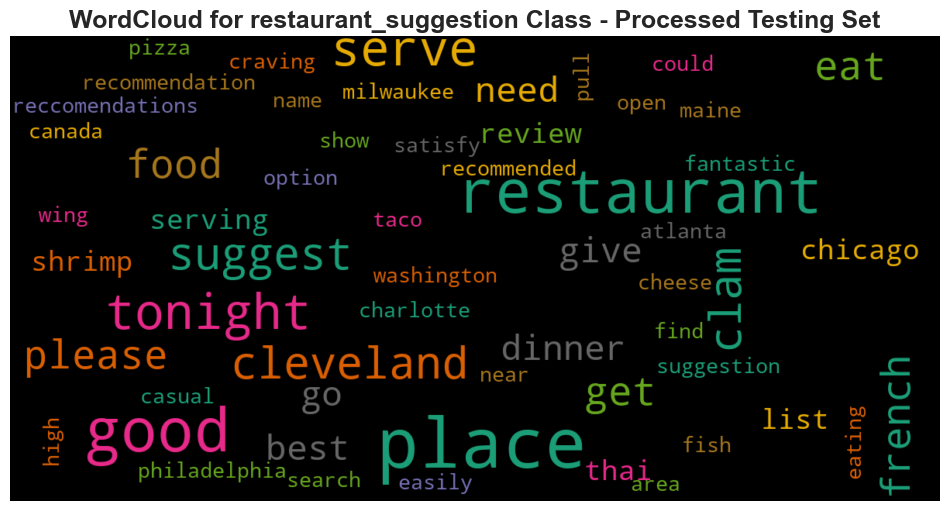 WordCloud for restaurant_suggestion Class - Processed Testing Set
pizza
craving
serve
pull
could
eat
recommendation
reccomendations
name
milwaukee
need
open
maine
canada
show
satisfy
review
food
option
recommended
fantastic
restaurant
wing
serving
taco
atlanta
shrimp
suggest
give
chicago
washington
cheese
clam
tonight
charlotte
find
please
cleveland
dinner
near
suggestion
french
casual
go
get
list
high
good
best
place
fish
eating
philadelphia
search
easily
thai
area